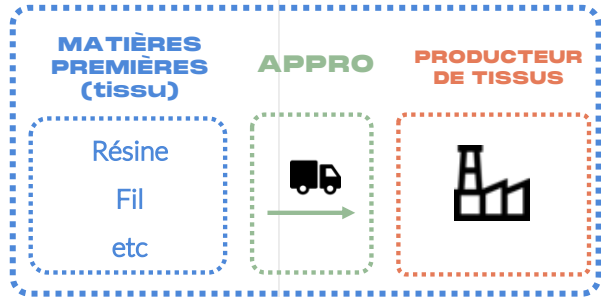 MATIÈRES
PREMIÈRES
(tissu)
Résine
Fil
etc
APPRO
PRODUCTEUR
DE TISSUS